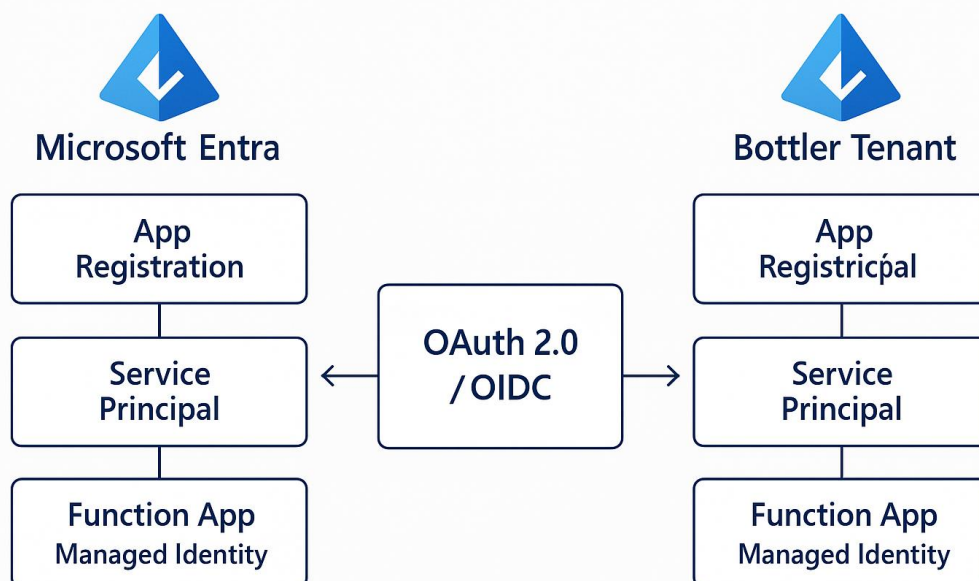 Microsoft Entra
App
Registration
Service
Principal
Function App
Managed Identity
OAuth 2.0
/ OIDC
Bottler Tenant
App
Registricṕal
Service
Principal
Function App
Managed Identity